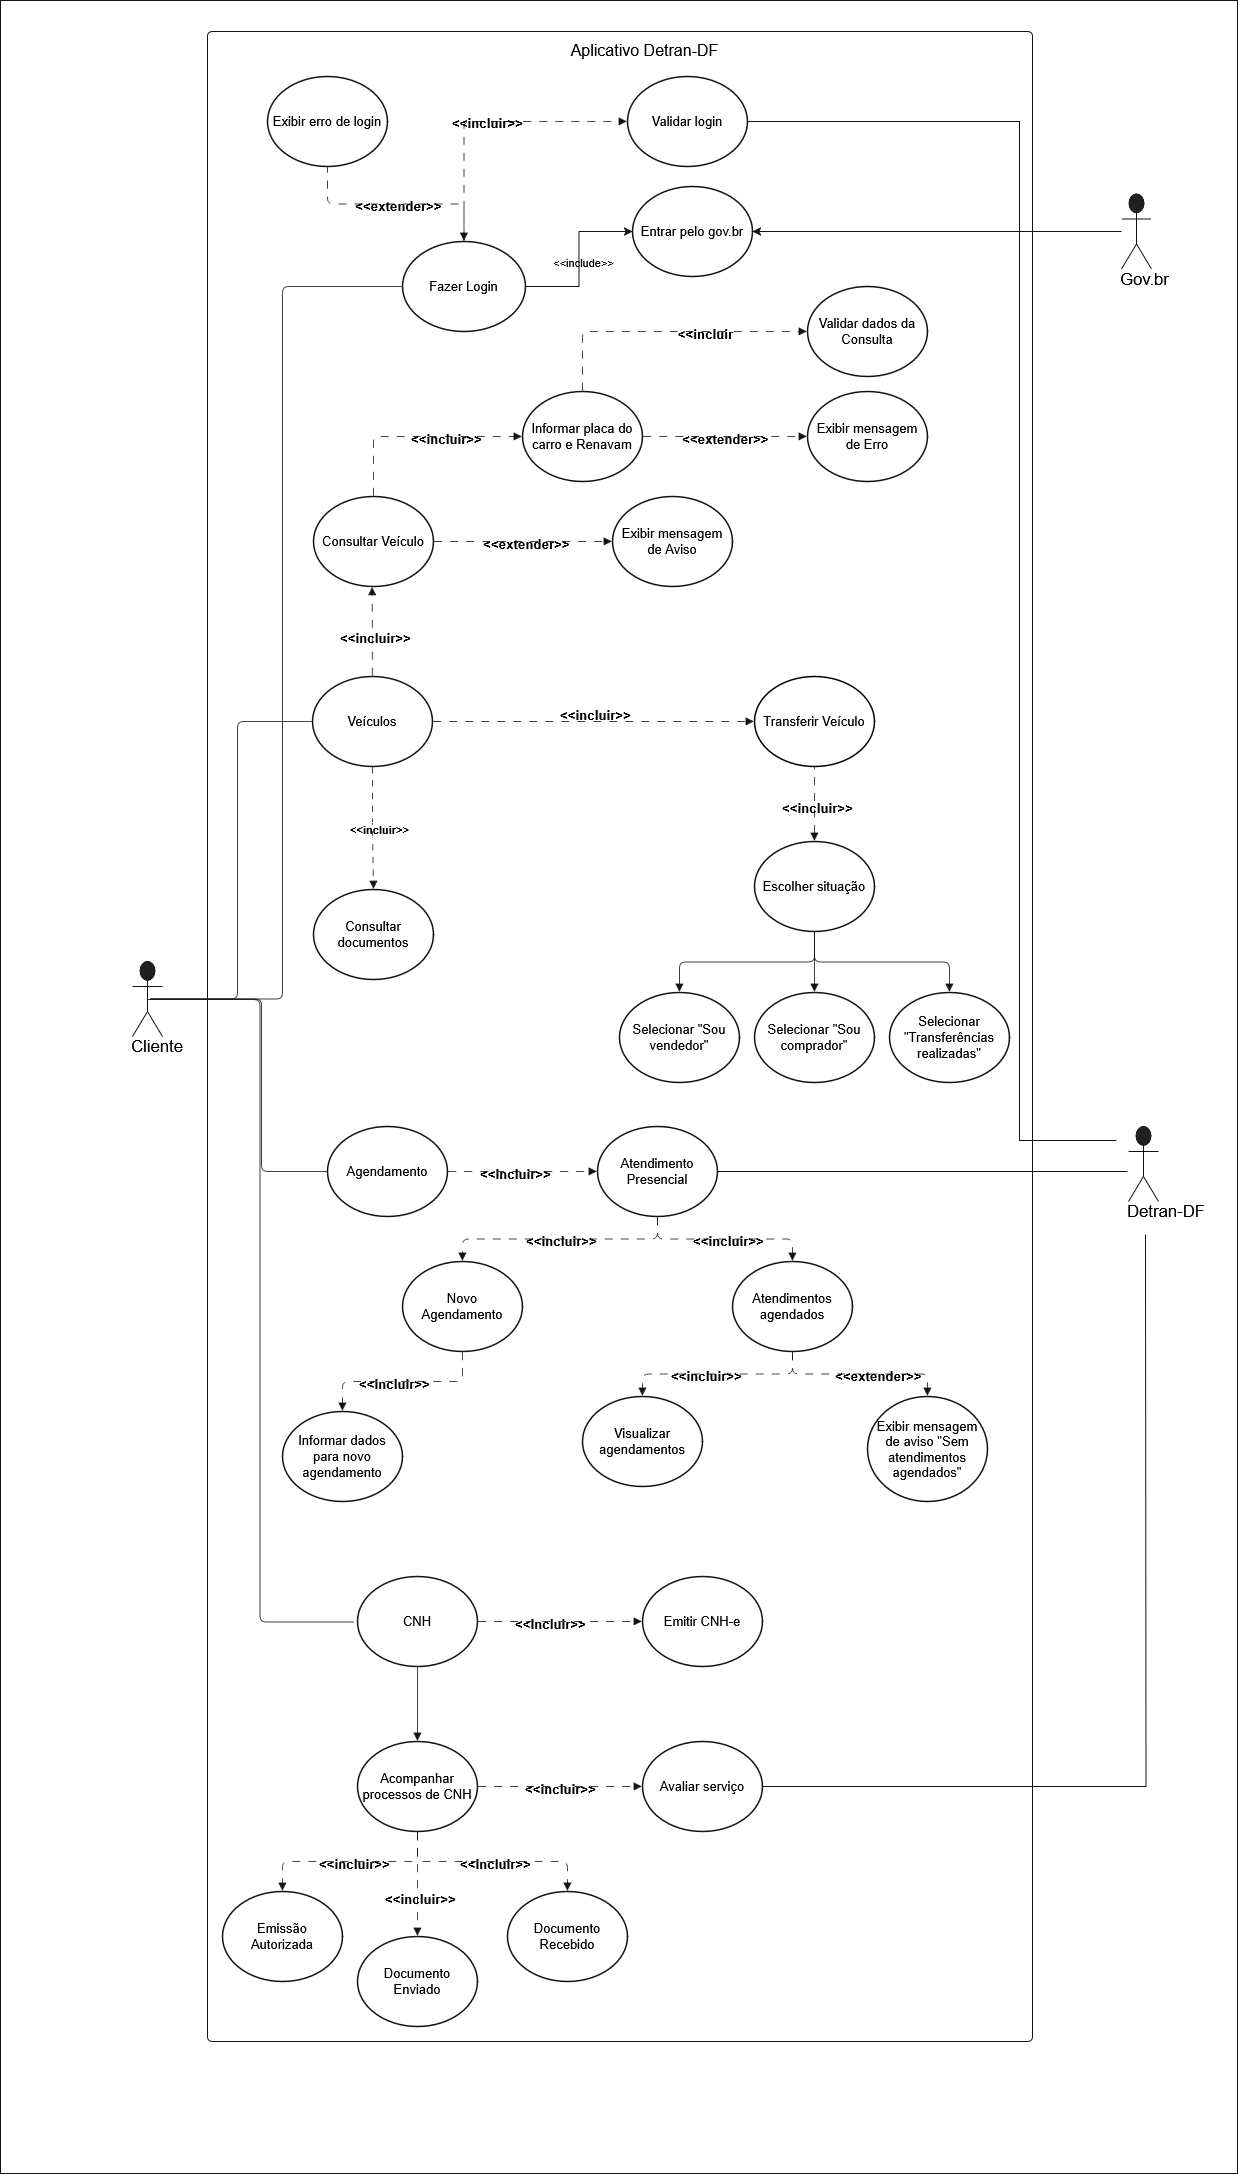 Aplicativo Detran-DF
Exibir erro de login
<<incluir>>
Validar login
<<extender>>
Entrar pelo gov.br
<<include>>
Fazer Login
Gov.br
Validar dados da
Consulta
<<incluir
Informar placa do
carro e Renavam
<<incluir>>
<<extender>>
Exibir mensagem
de Erro
Consultar Veículo
<<extender>>
Exibir mensagem
de Aviso
<<incluir>>
Veículos
<<incluir>>
Transferir Veículo
<<incluir>>
<<incluir>>
Escolher situação
Consultar
documentos
Selecionar "Sou
vendedor"
Selecionar "Sou
comprador"
Selecionar
"Transferências
realizadas"
Cliente
Agendamento
<<incluir>>
Atendimento
Presencial
Detran-DF
<<incluir>>
<<incluir>>
Novo
Agendamento
Atendimentos
agendados
<<incluir>>
<<incluir>>
<<extender>>
Informar dados
para novo
agendamento
Visualizar
agendamentos
Exibir mensagem
de aviso "Sem
atendimentos
agendados"
CNH
<<incluir>>
Emitir CNH-e
Acompanhar
processos de CNH
<<incluir>>
Avaliar serviço
<<incluir>>
<<incluir>>
<<incluir>>
Emissão
Autorizada
Documento
Enviado
Documento
Recebido